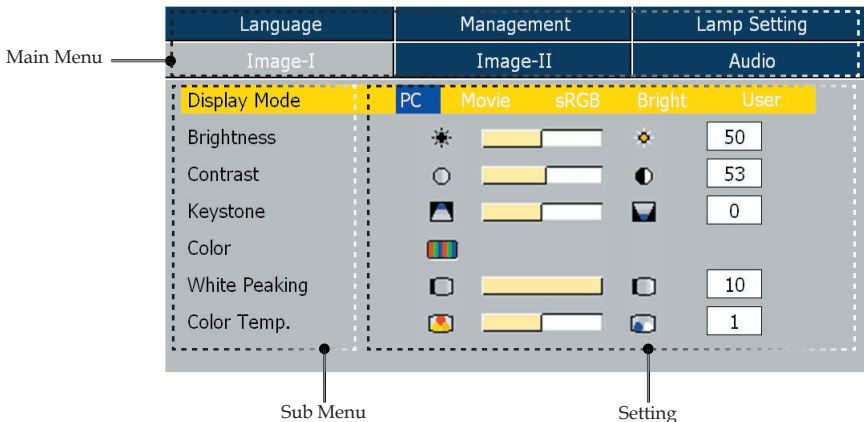 Language Management Lamp Setting
Main Menu Image-I Image-II Audio
Display Mode PC Movie sRGB Bright User
Brightness 50
Contrast 53
Keystone 0
Color
White Peaking 10
Color Temp. 1
Sub Menu Setting